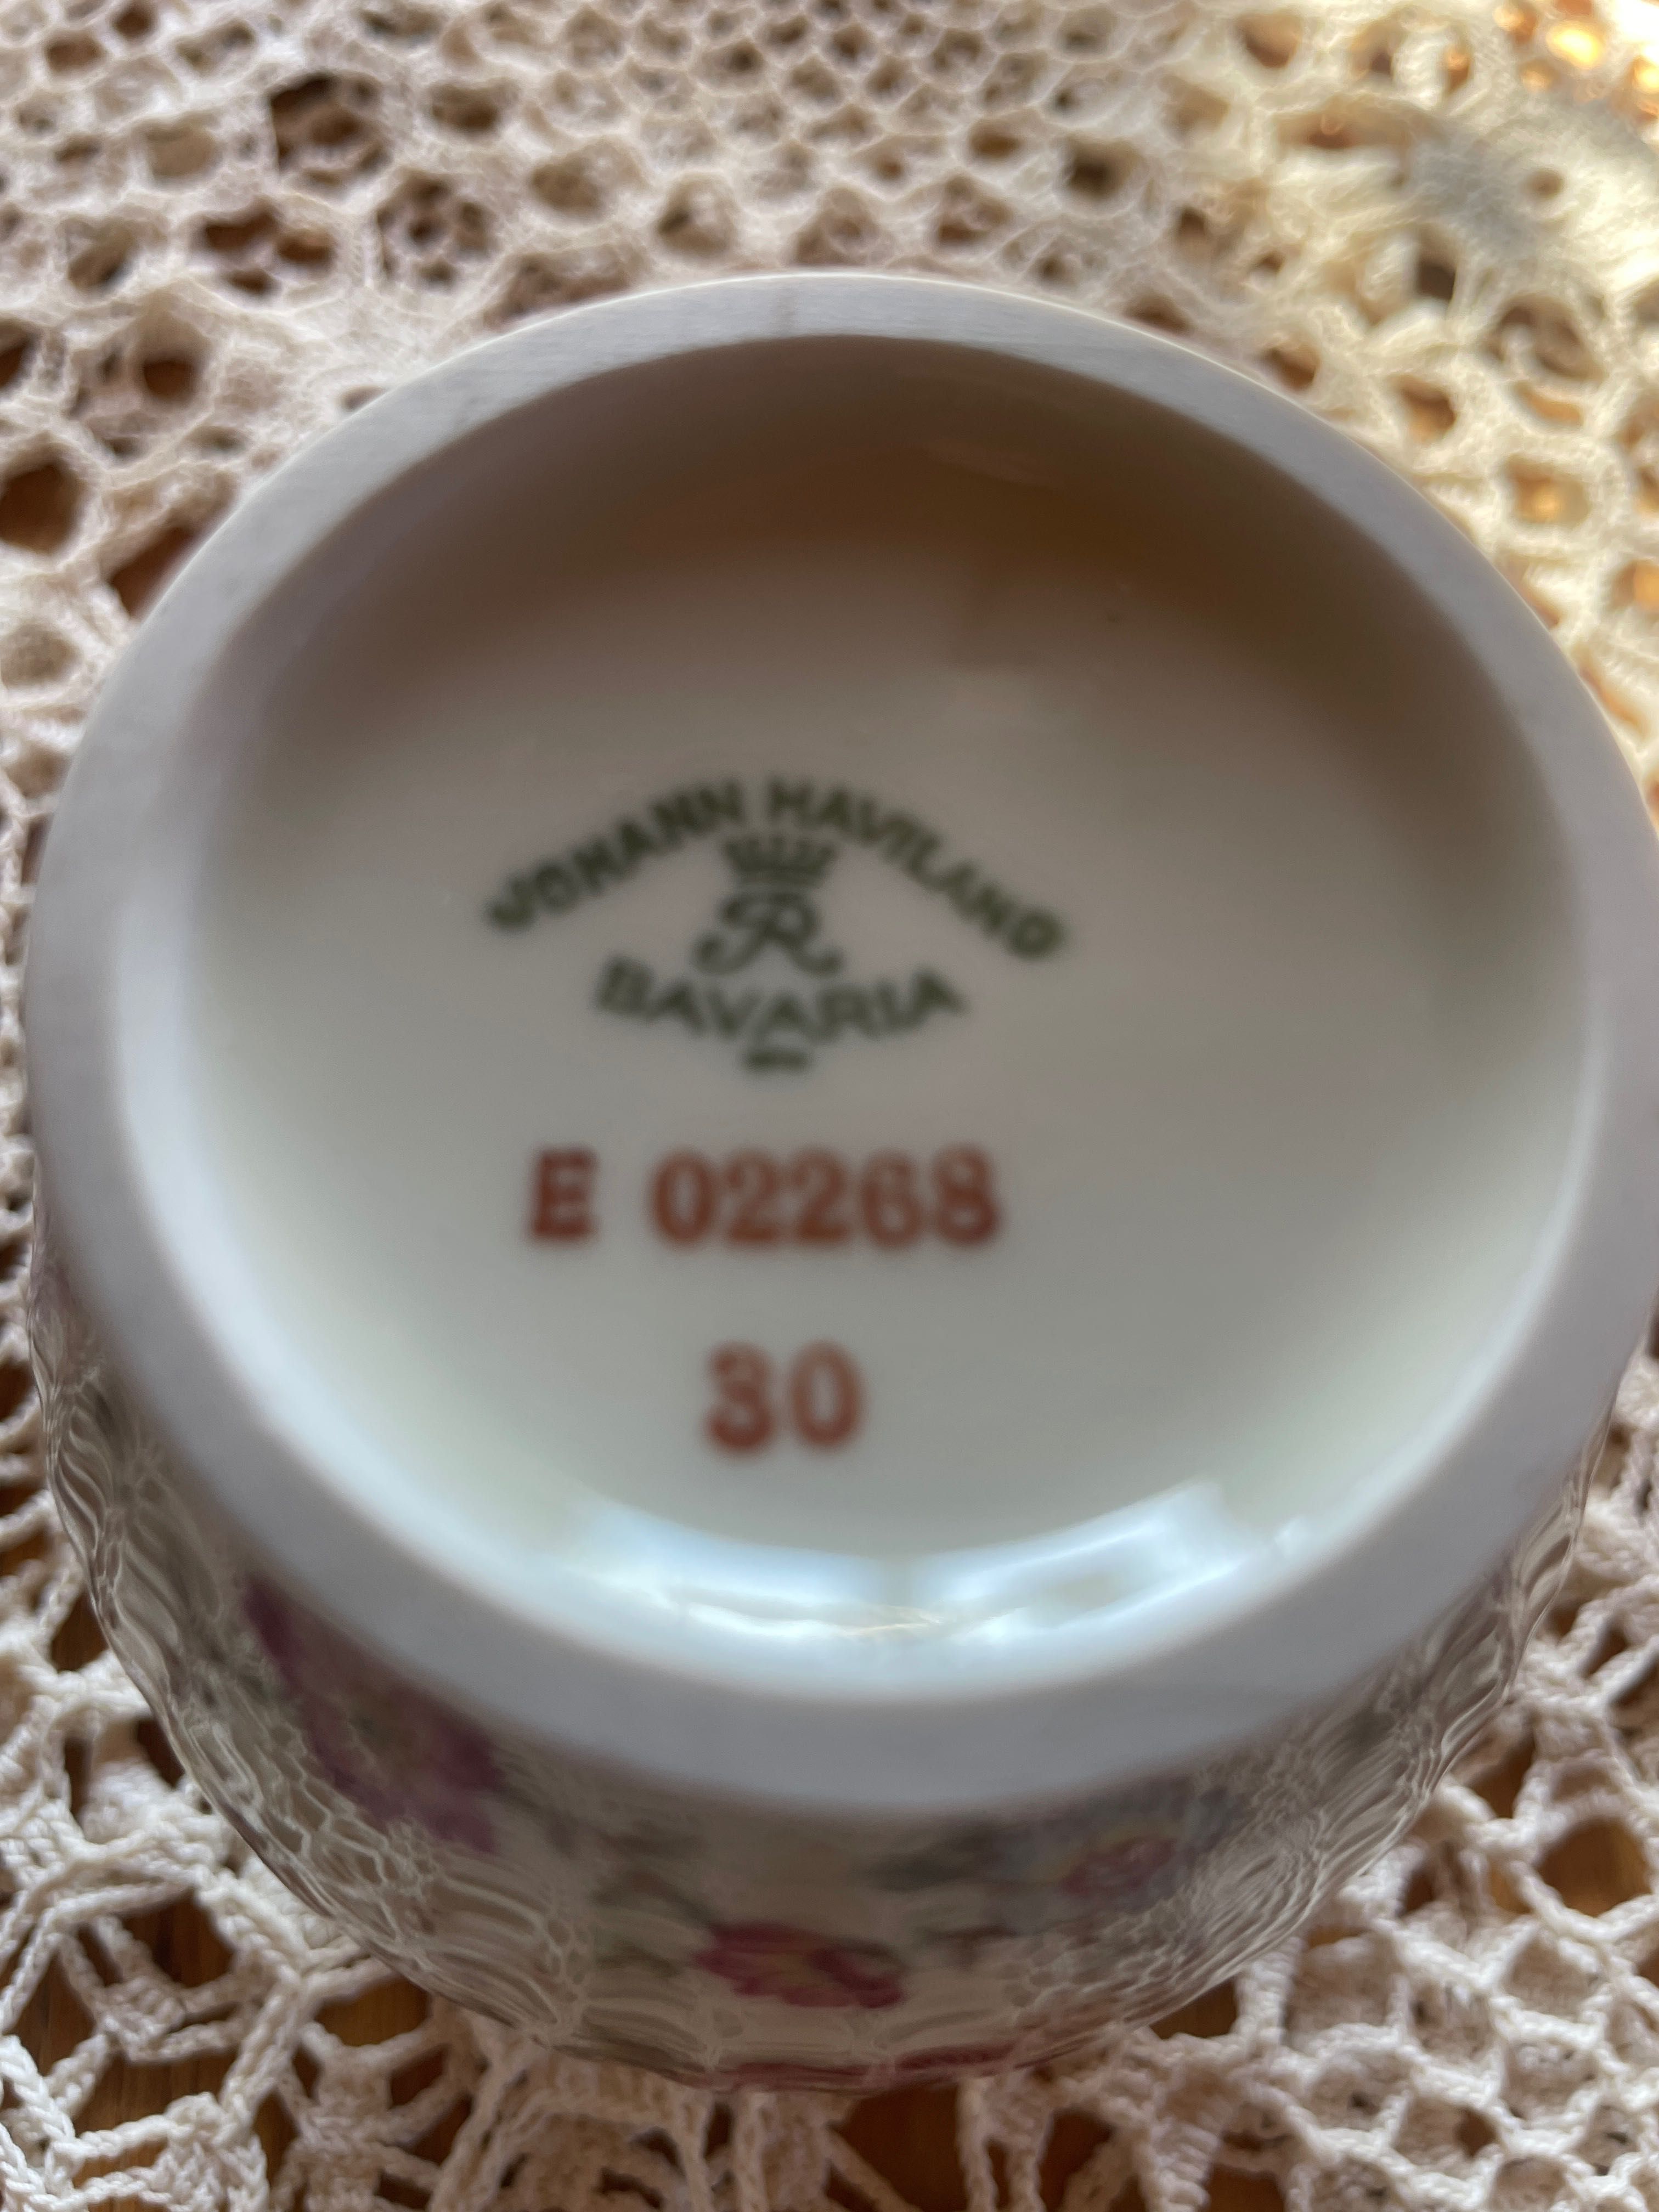 JOHANN HAVILAND
R
BAVARIA
E 02268
30